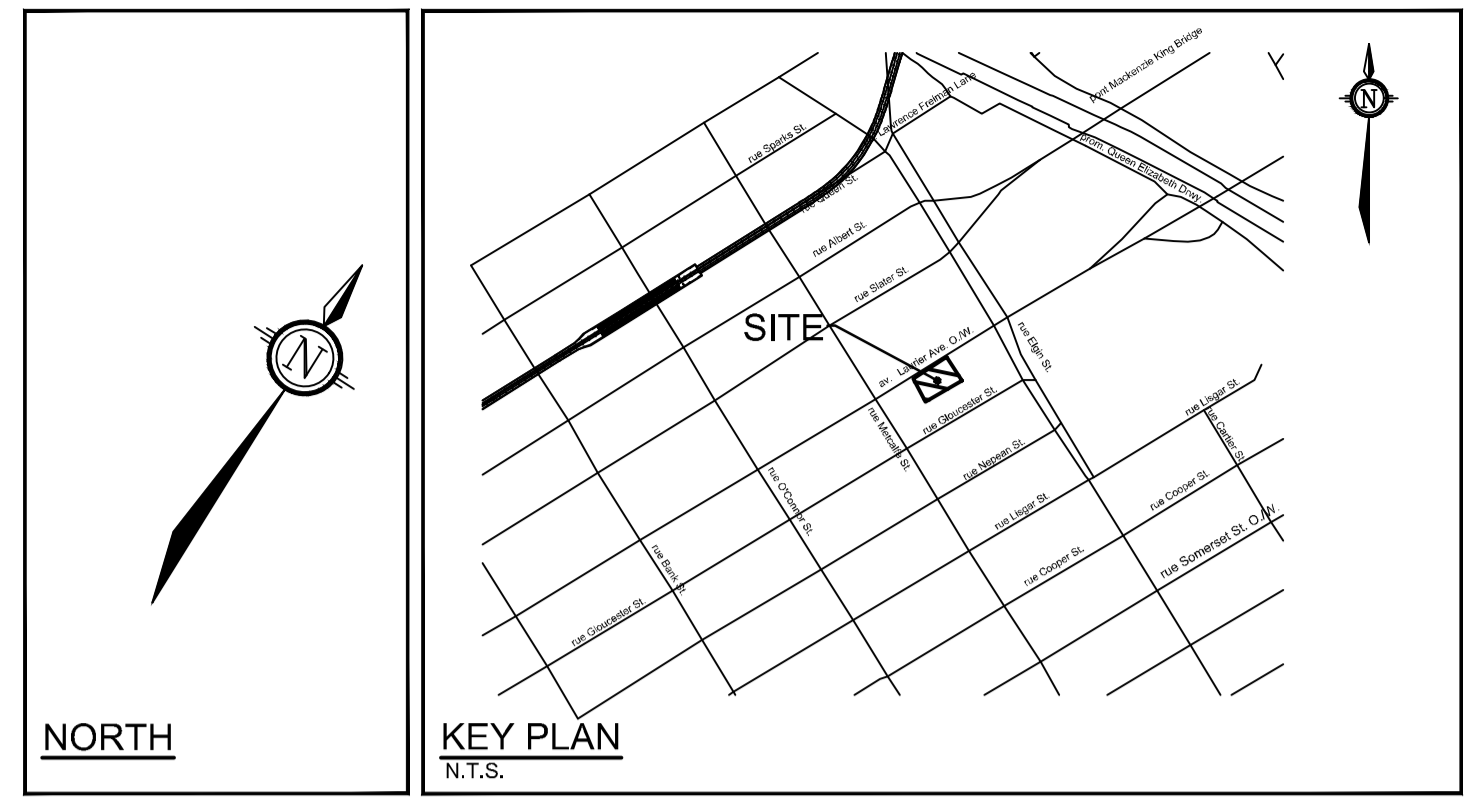 N
NORTH
pont Mackenzie King Bridge
Lawrence Freiman Lane
N
rue Sparks St.
prom. Queen Elizabeth Drwy.
rue Queen St.
rue Albert St.
rue Slater St.
SITE
av. Laurier Ave. O./W.
rue Elgin St.
rue Gloucester St.
rue Metcalfe St.
rue Lisgar St.
rue Cartier St.
rue Nepean St.
rue O'Connor St.
rue Cooper St.
rue Lisgar St.
rue Somerset St. O./W.
rue Bank St.
rue Cooper St.
rue Gloucester St.
KEY PLAN
N.T.S.